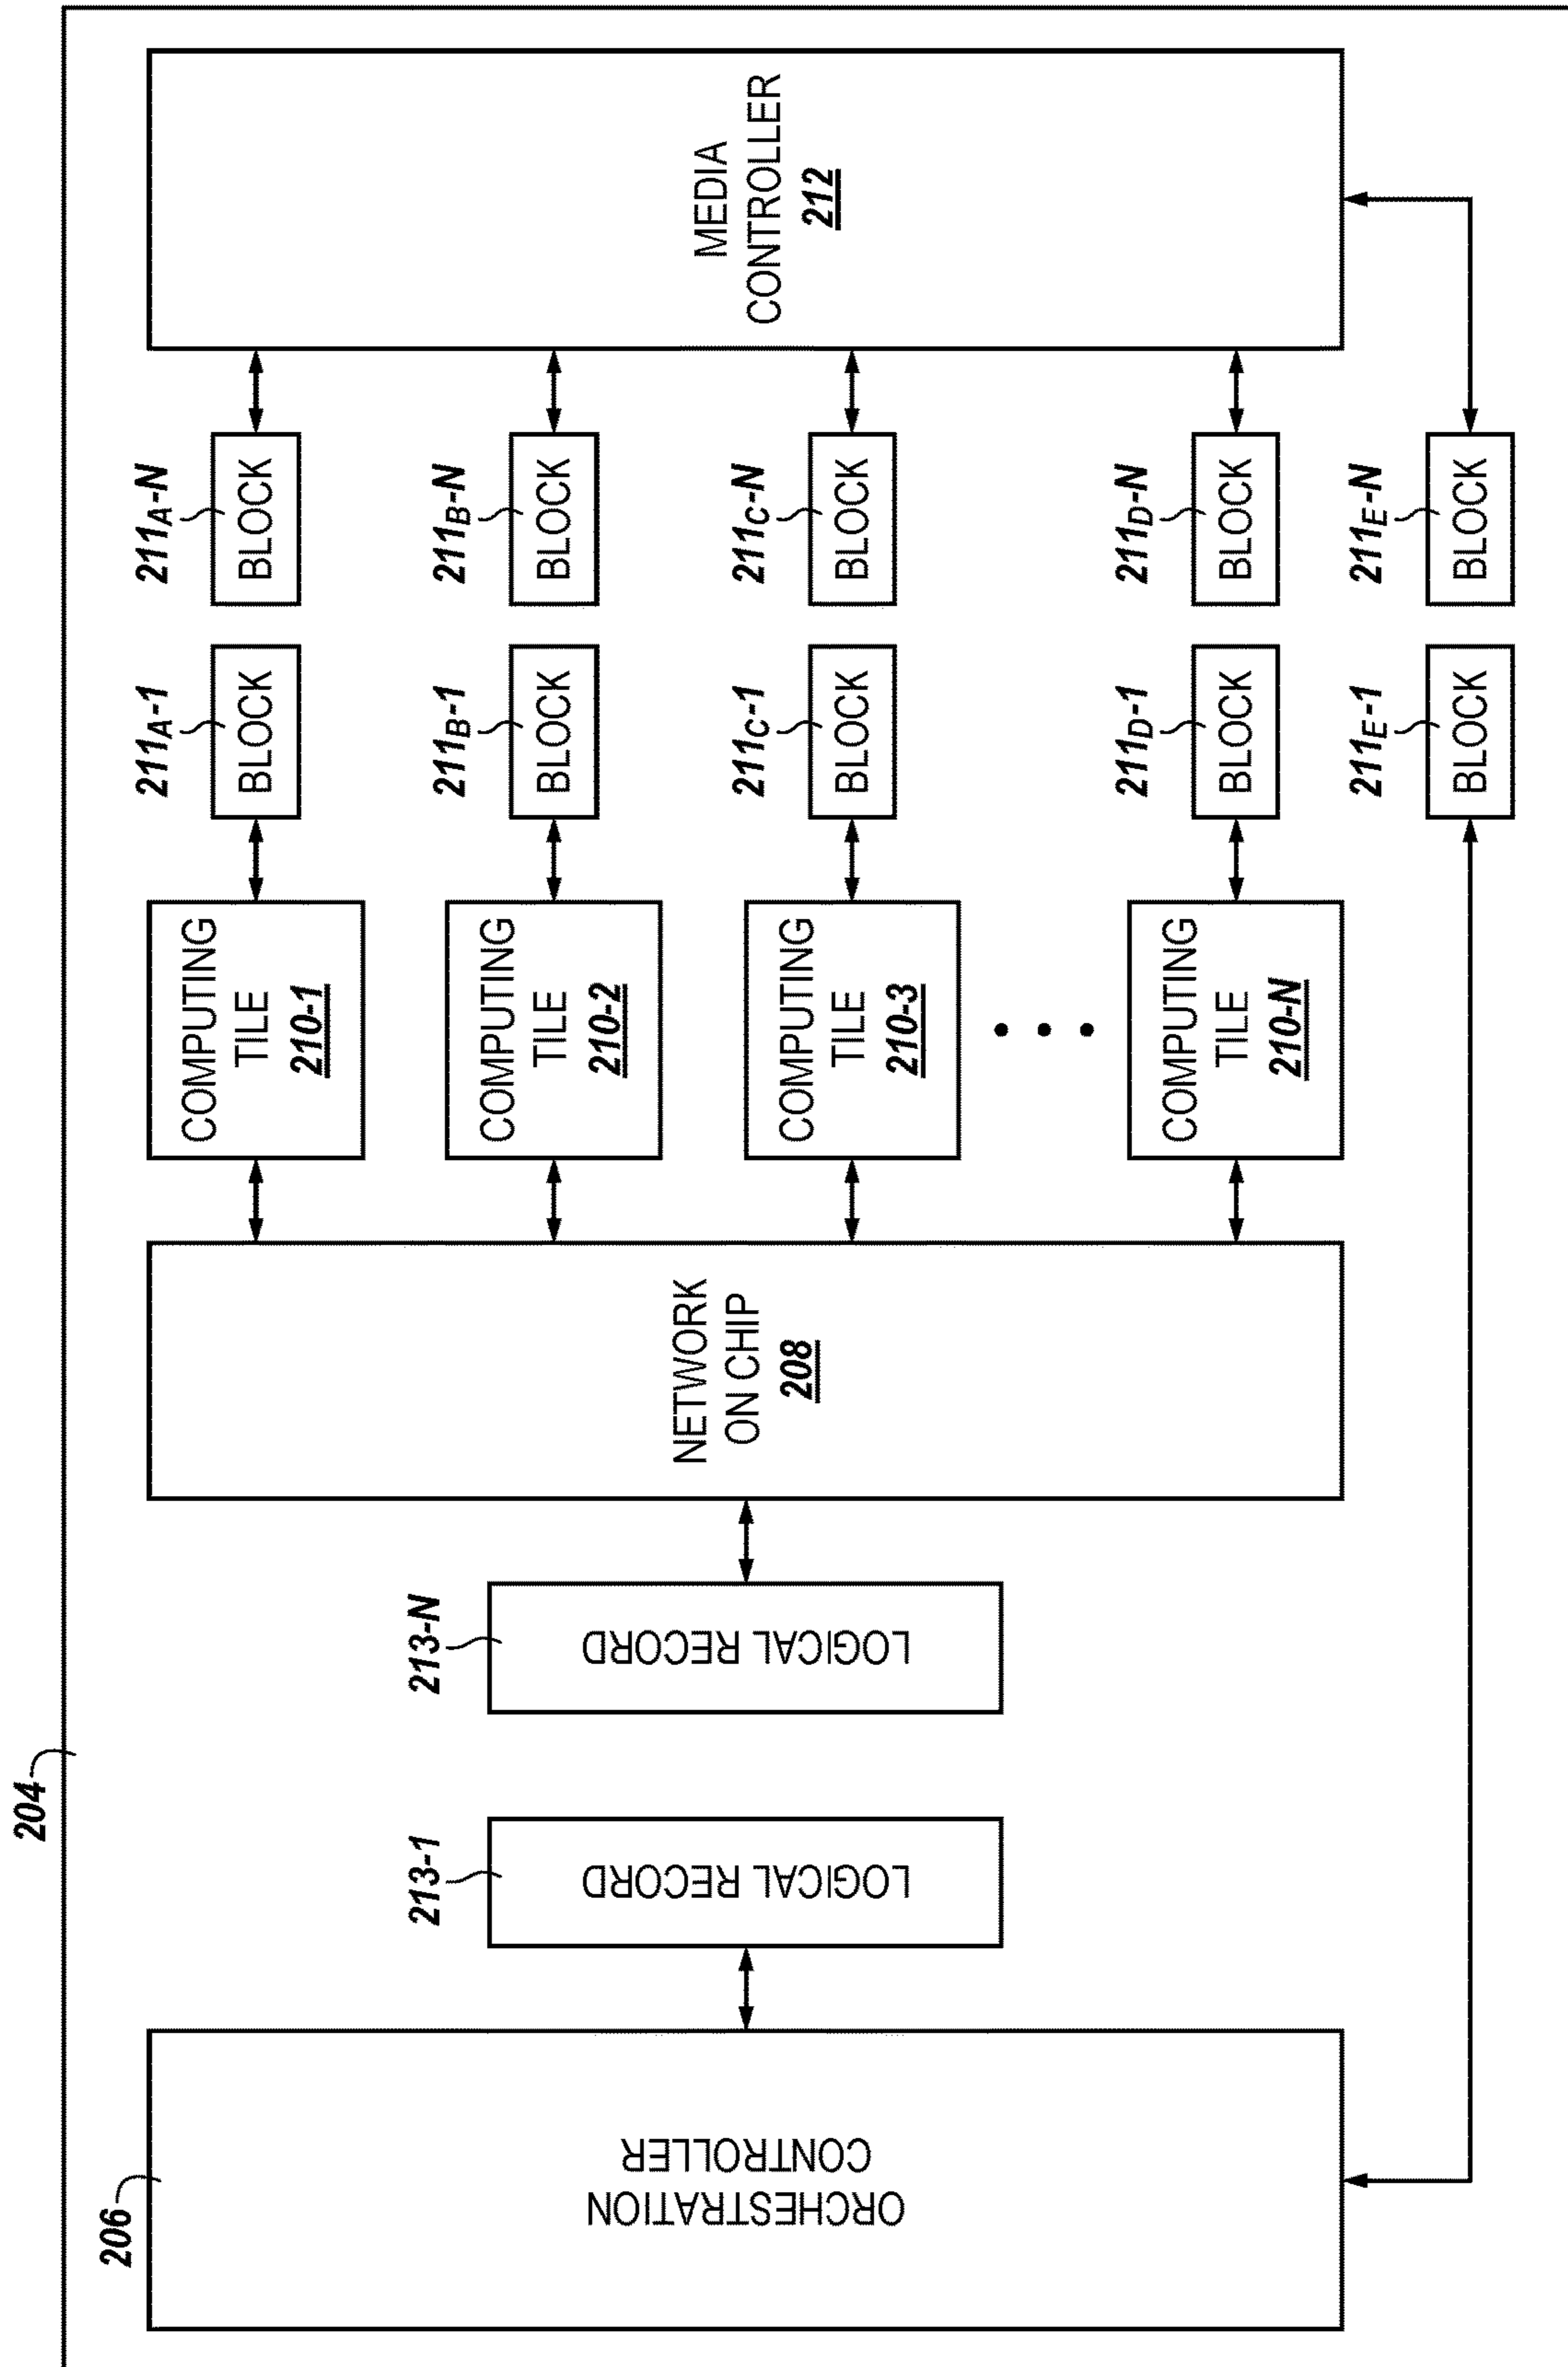 204
206
ORCHESTRATION
CONTROLLER
213-1
LOGICAL RECORD
213-N
LOGICAL RECORD
NETWORK
ON CHIP
208
COMPUTING
TILE
210-1
COMPUTING
TILE
210-2
COMPUTING
TILE
210-3
COMPUTING
TILE
210-N
211A-1
BLOCK
211A-N
BLOCK
211B-1
BLOCK
211B-N
BLOCK
211C-1
BLOCK
211C-N
BLOCK
211D-1
BLOCK
211D-N
BLOCK
211E-1
BLOCK
211E-N
BLOCK
MEDIA
CONTROLLER
212